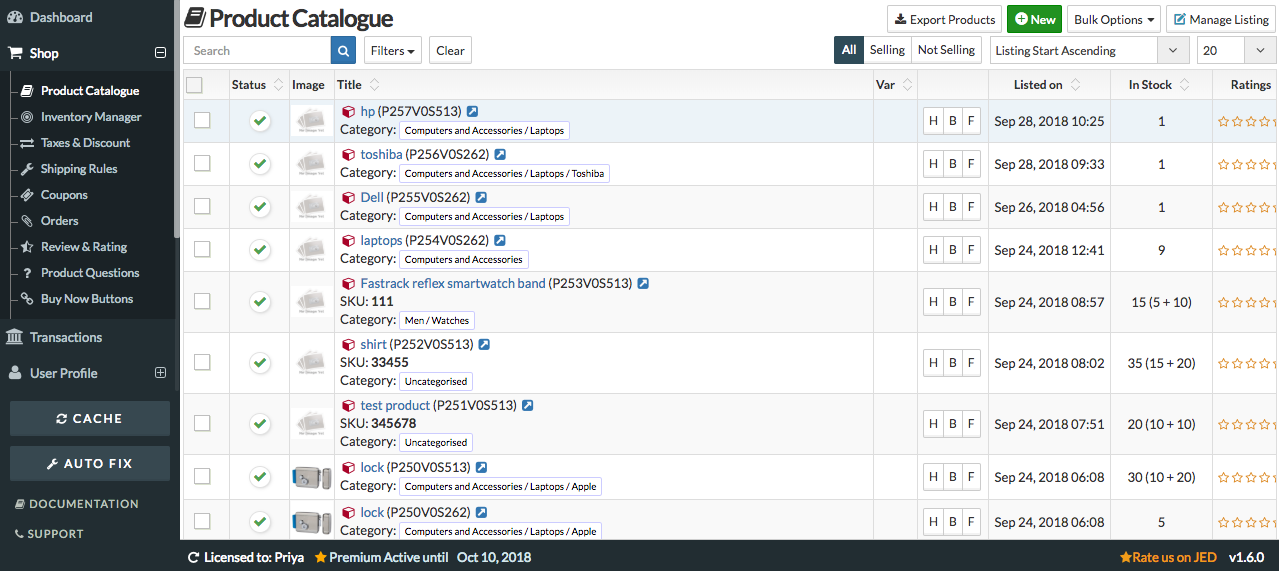 Dashboard
Shop
Product Catalogue
Inventory Manager
Taxes & Discount
Shipping Rules
Coupons
Orders
Review & Rating
Product Questions
Buy Now Buttons
Transactions
User Profile
CACHE
AUTO FIX
DOCUMENTATION
SUPPORT
Product Catalogue
Export Products New Bulk Options Manage Listing
Search Filters Clear All Selling Not Selling Listing Start Ascending 20
Status Image Title Var Listed on In Stock Ratings
hp (P257V0S513)
Category: Computers and Accessories / Laptops
H B F Sep 28, 2018 10:25 1
toshiba (P256V0S262)
Category: Computers and Accessories / Laptops / Toshiba
H B F Sep 28, 2018 09:33 1
Dell (P255V0S262)
Category: Computers and Accessories / Laptops
H B F Sep 26, 2018 04:56 1
laptops (P254V0S262)
Category: Computers and Accessories
H B F Sep 24, 2018 12:41 9
Fastrack reflex smartwatch band (P253V0S513)
SKU: 111
Category: Men / Watches
H B F Sep 24, 2018 08:57 15 (5 + 10)
shirt (P252V0S513)
SKU: 33455
Category: Uncategorised
H B F Sep 24, 2018 08:02 35 (15 + 20)
test product (P251V0S513)
SKU: 345678
Category: Uncategorised
H B F Sep 24, 2018 07:51 20 (10 + 10)
lock (P250V0S513)
Category: Computers and Accessories / Laptops / Apple
H B F Sep 24, 2018 06:08 30 (10 + 20)
lock (P250V0S262)
Category: Computers and Accessories / Laptops / Apple
H B F Sep 24, 2018 06:08 5
Licensed to: Priya Premium Active until Oct 10, 2018 Rate us on JED v1.6.0